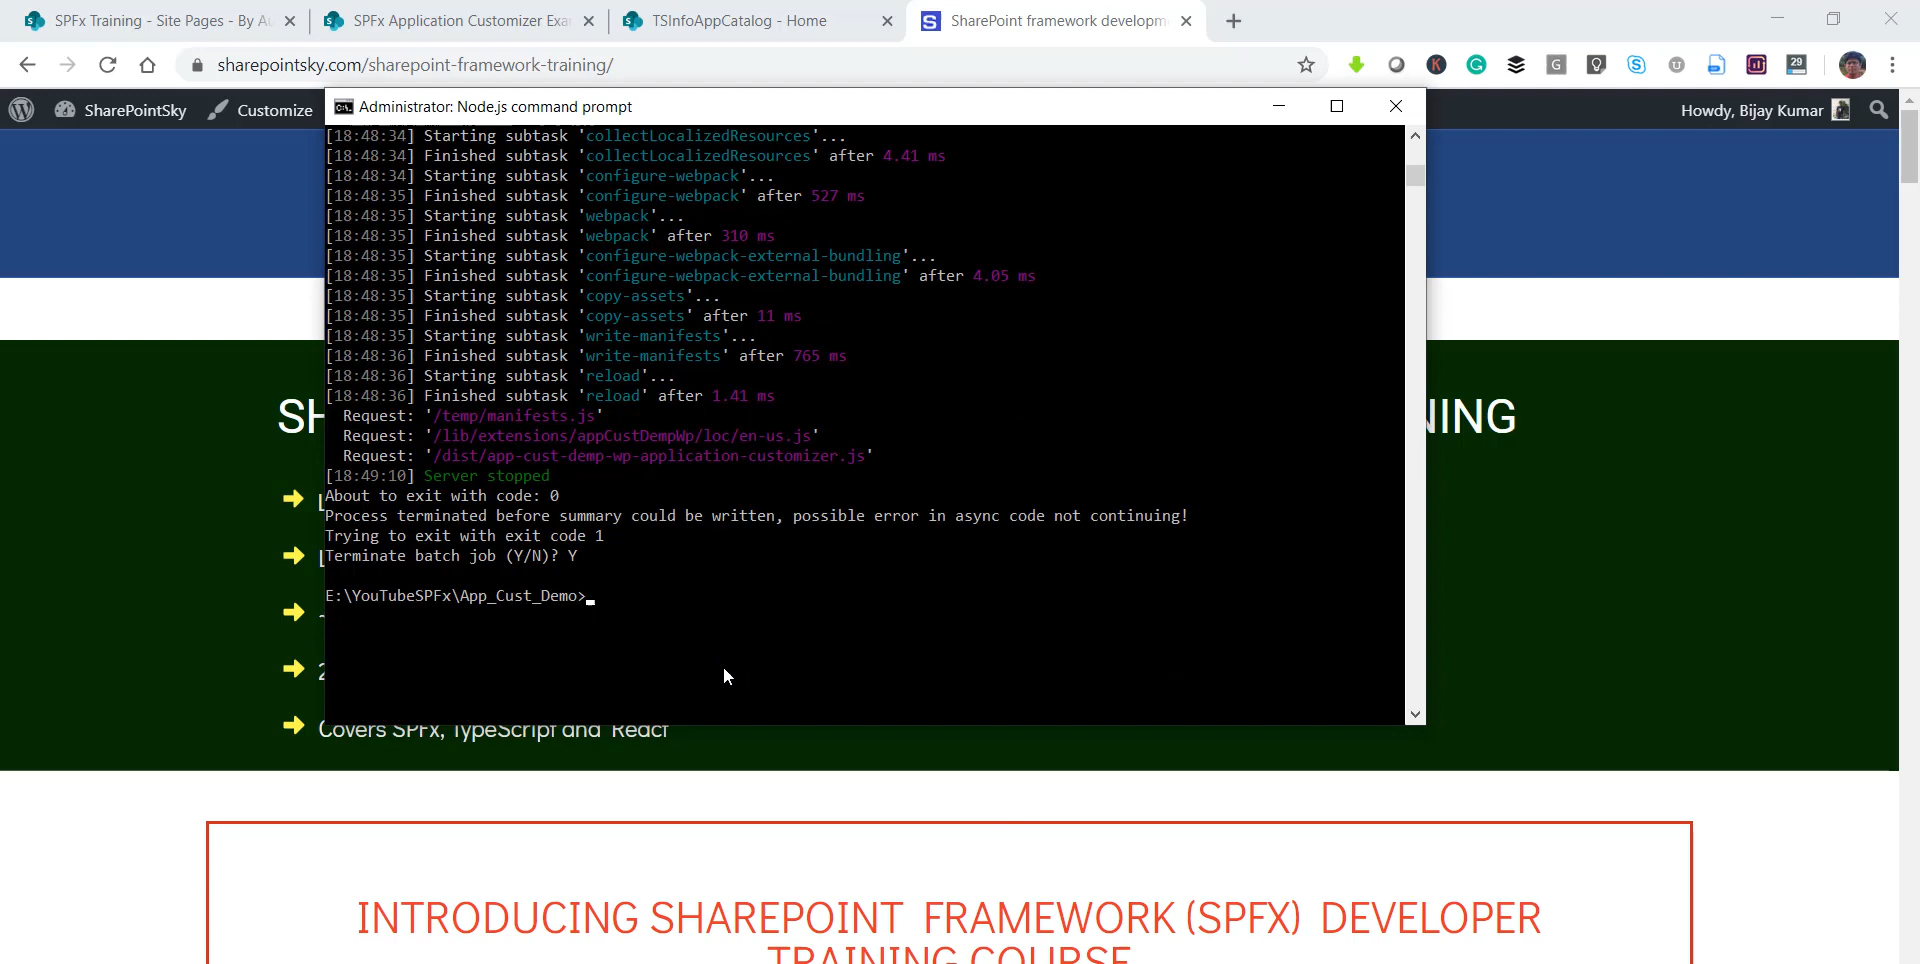 SPFx Training - Site Pages - By Au
SPFx Application Customizer Exa
TSInfoAppCatalog - Home
SharePoint framework developm
sharepointsky.com/sharepoint-framework-training/
29
SharePointSky
Customize
Howdy, Bijay Kumar
Administrator: Node.js command prompt
[18:48:34] Starting subtask 'collectLocalizedResources'...
[18:48:34] Finished subtask 'collectLocalizedResources' after 4.41 ms
[18:48:34] Starting subtask 'configure-webpack'...
[18:48:35] Finished subtask 'configure-webpack' after 527 ms
[18:48:35] Starting subtask 'webpack'...
[18:48:35] Finished subtask 'webpack' after 310 ms
[18:48:35] Starting subtask 'configure-webpack-external-bundling'...
[18:48:35] Finished subtask 'configure-webpack-external-bundling' after 4.05 ms
[18:48:35] Starting subtask 'copy-assets'...
[18:48:35] Finished subtask 'copy-assets' after 11 ms
[18:48:35] Starting subtask 'write-manifests'...
[18:48:36] Finished subtask 'write-manifests' after 765 ms
[18:48:36] Starting subtask 'reload'...
[18:48:36] Finished subtask 'reload' after 1.41 ms
Request: '/temp/manifests.js'
Request: '/lib/extensions/appCustDempWp/loc/en-us.js'
Request: '/dist/app-cust-demp-wp-application-customizer.js'
[18:49:10] Server stopped
About to exit with code: 0
Process terminated before summary could be written, possible error in async code not continuing!
Trying to exit with exit code 1
Terminate batch job (Y/N)? Y
E:\YouTubeSPFx\App_Cust_Demo>
SH
NING
2
Covers SPFx, TypeScript and React
INTRODUCING SHAREPOINT FRAMEWORK (SPFX) DEVELOPER
TRAINING COURSE